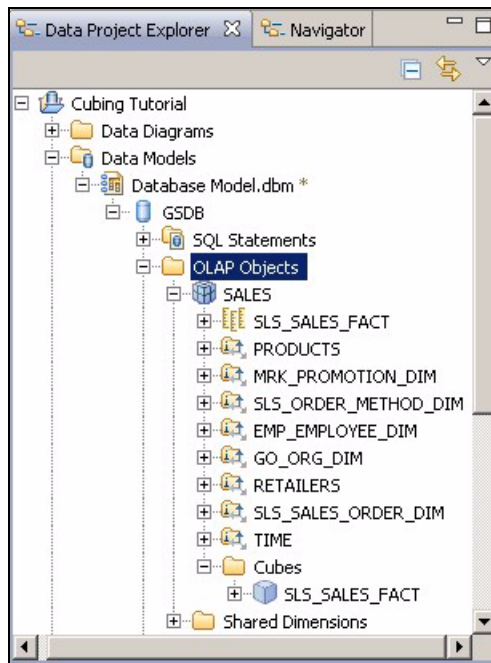 Data Project Explorer Navigator
Cubing Tutorial
Data Diagrams
Data Models
Database Model.dbm *
GSDB
SQL Statements
OLAP Objects
SALES
SLS_SALES_FACT
PRODUCTS
MRK_PROMOTION_DIM
SLS_ORDER_METHOD_DIM
EMP_EMPLOYEE_DIM
GO_ORG_DIM
RETAILERS
SLS_SALES_ORDER_DIM
TIME
Cubes
SLS_SALES_FACT
Shared Dimensions